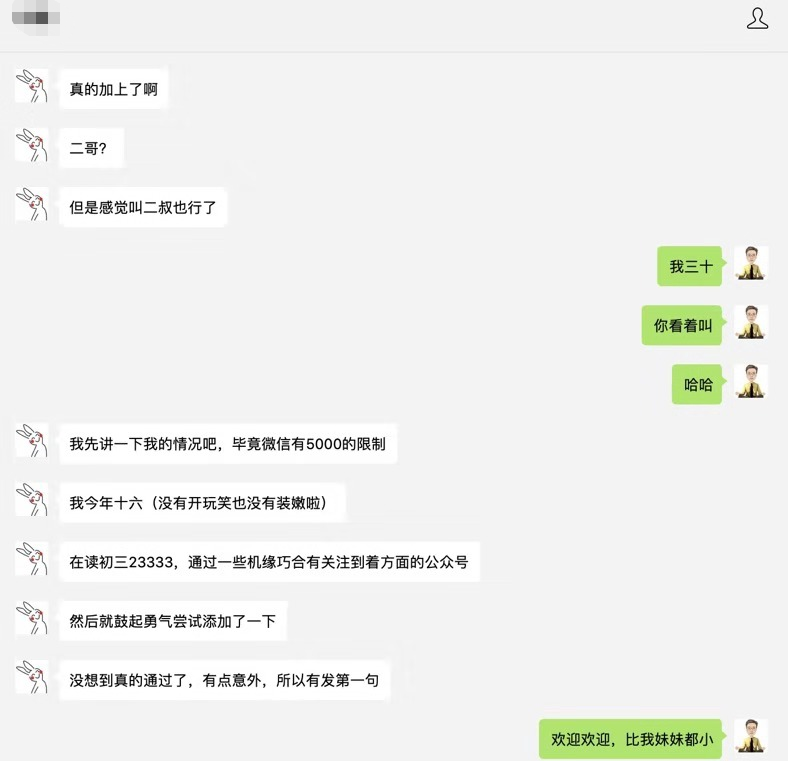 真的加上了啊
二哥?
但是感觉叫二叔也行了
我三十
你看着叫
哈哈
我先讲一下我的情况吧，毕竟微信有5000的限制
我今年十六（没有开玩笑也没有装嫩啦）
在读初三23333，通过一些机缘巧合有关注到着方面的公众号
然后就鼓起勇气尝试添加了一下
没想到真的通过了，有点意外，所以有发第一句
欢迎欢迎，比我妹妹都小